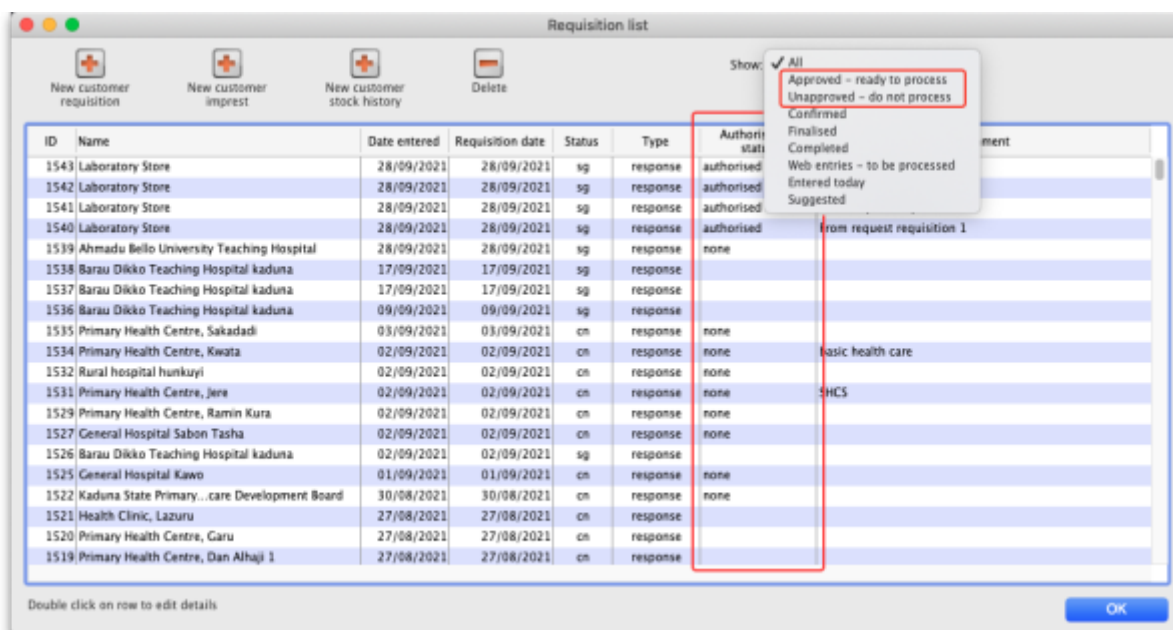 Requisition list
New customer requisition
New customer imprest
New customer stock history
Delete
Show:
✓ All
Approved - ready to process
Unapproved - do not process
Confirmed
Finalised
Completed
Web entries - to be processed
Entered today
Suggested
ID Name Date entered Requisition date Status Type
1543 Laboratory Store 28/09/2021 28/09/2021 sg response authorised
1542 Laboratory Store 28/09/2021 28/09/2021 sg response authorised
1541 Laboratory Store 28/09/2021 28/09/2021 sg response authorised
1540 Laboratory Store 28/09/2021 28/09/2021 sg response authorised From request requisition 1
1539 Ahmadu Bello University Teaching Hospital 28/09/2021 28/09/2021 sg response none
1538 Barau Dikko Teaching Hospital kaduna 17/09/2021 17/09/2021 sg response
1537 Barau Dikko Teaching Hospital kaduna 17/09/2021 17/09/2021 sg response
1536 Barau Dikko Teaching Hospital kaduna 09/09/2021 09/09/2021 sg response
1535 Primary Health Centre, Sakadadi 03/09/2021 03/09/2021 cn response none
1534 Primary Health Centre, Kwata 02/09/2021 02/09/2021 cn response none basic health care
1532 Rural hospital hunkuyi 02/09/2021 02/09/2021 cn response none
1531 Primary Health Centre, Jere 02/09/2021 02/09/2021 cn response none SHCS
1529 Primary Health Centre, Ramin Kura 02/09/2021 02/09/2021 cn response none
1527 General Hospital Sabon Tasha 02/09/2021 02/09/2021 cn response none
1526 Barau Dikko Teaching Hospital kaduna 02/09/2021 02/09/2021 sg response
1525 General Hospital Kawo 01/09/2021 01/09/2021 cn response none
1522 Kaduna State Primary...care Development Board 30/08/2021 30/08/2021 cn response none
1521 Health Clinic, Lazuru 27/08/2021 27/08/2021 cn response
1520 Primary Health Centre, Garu 27/08/2021 27/08/2021 cn response
1519 Primary Health Centre, Dan Alhaji 1 27/08/2021 27/08/2021 cn response
Double click on row to edit details
OK